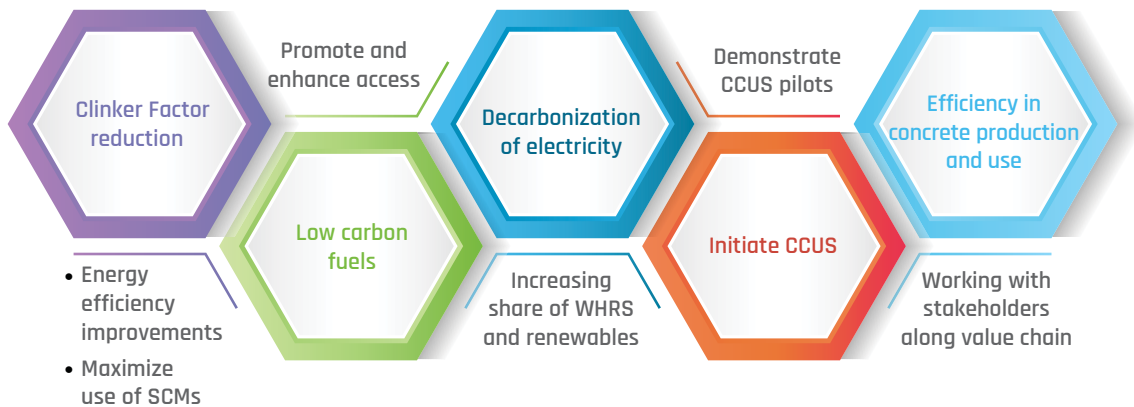 Clinker Factor
reduction
• Energy
efficiency
improvements
• Maximize
use of SCMs
Promote and
enhance access
Low carbon
fuels
Decarbonization
of electricity
Increasing
share of WHRS
and renewables
Demonstrate
CCUS pilots
Initiate CCUS
Efficiency in
concrete production
and use
Working with
stakeholders
along value chain